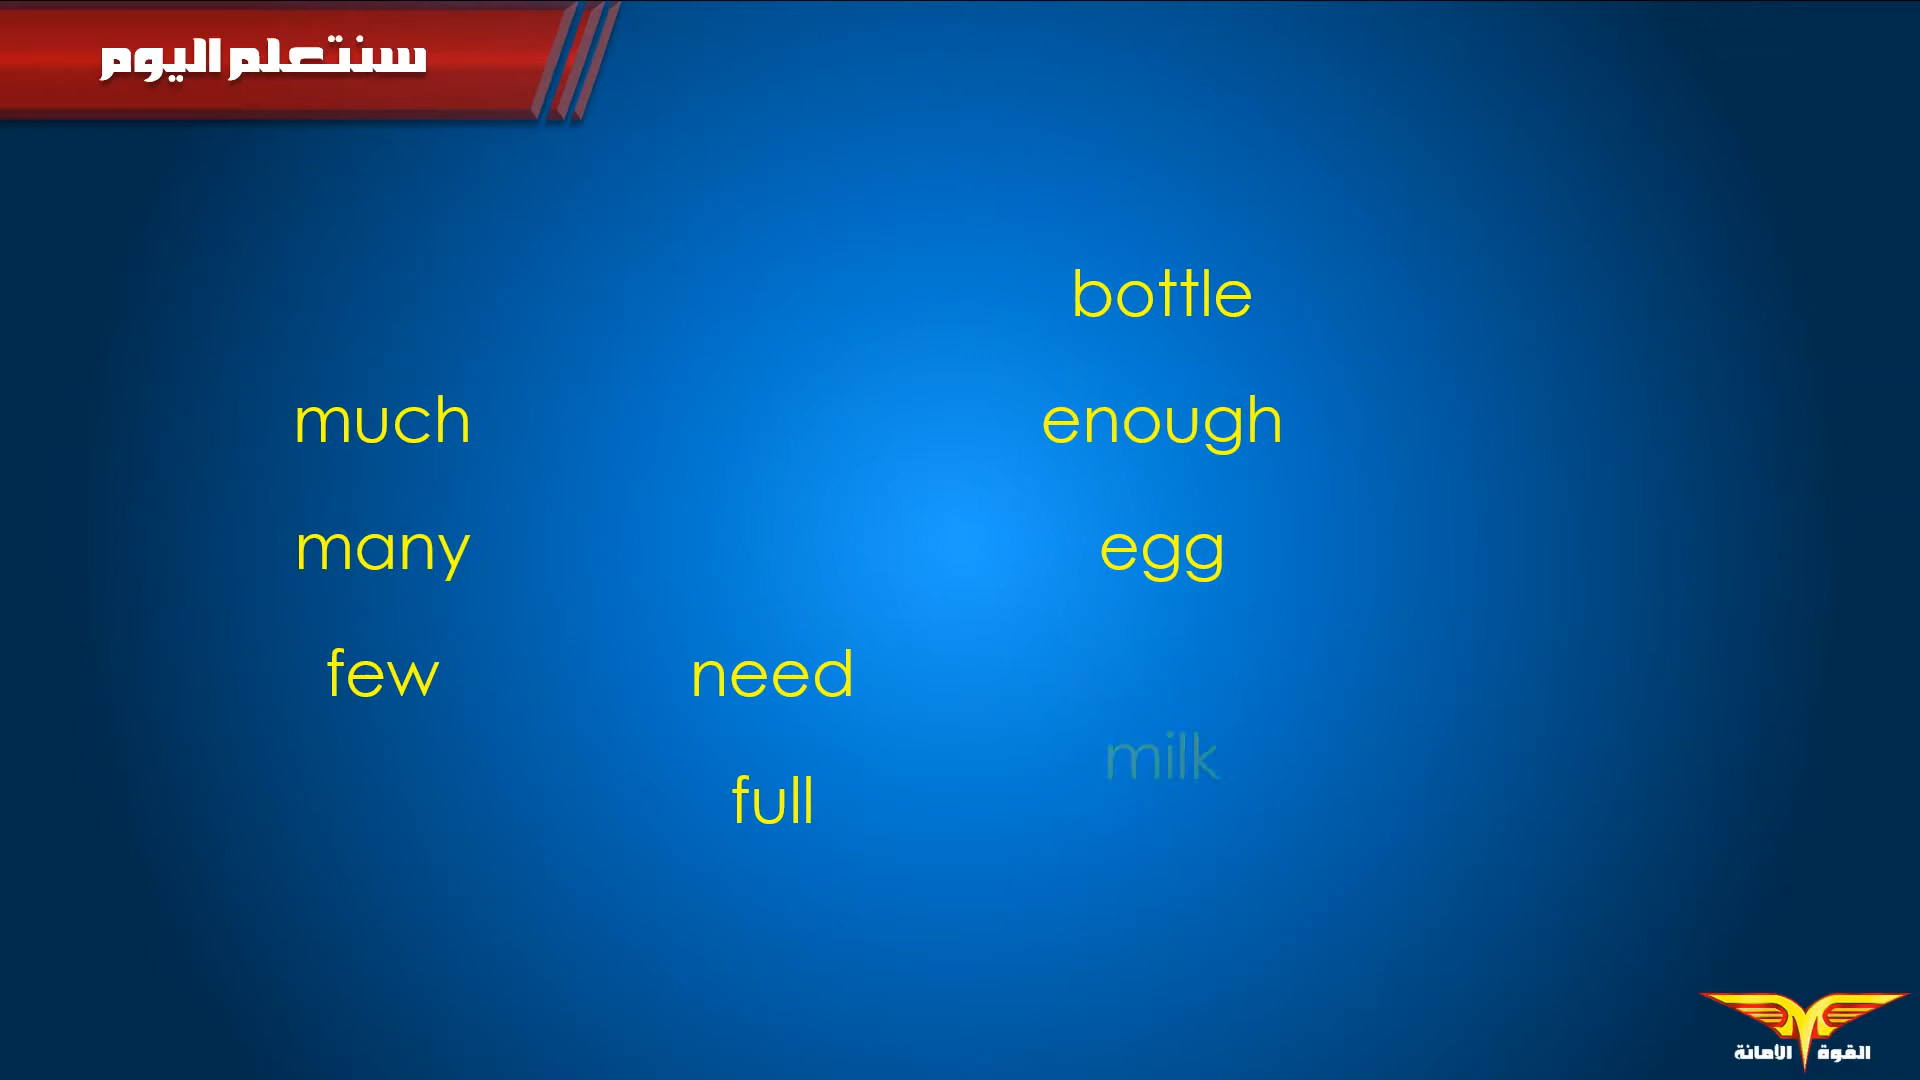 سنتعلم اليوم
bottle
much
enough
many
egg
few
need
milk
full
القوة الأمانة